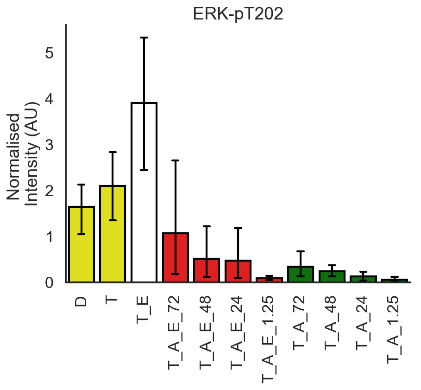 ERK-pT202
Normalised
Intensity (AU)
5
4
3
2
1
0
D
T
T_E
T_A_E_72
T_A_E_48
T_A_E_24
T_A_E_1.25
T_A_72
T_A_48
T_A_24
T_A_1.25